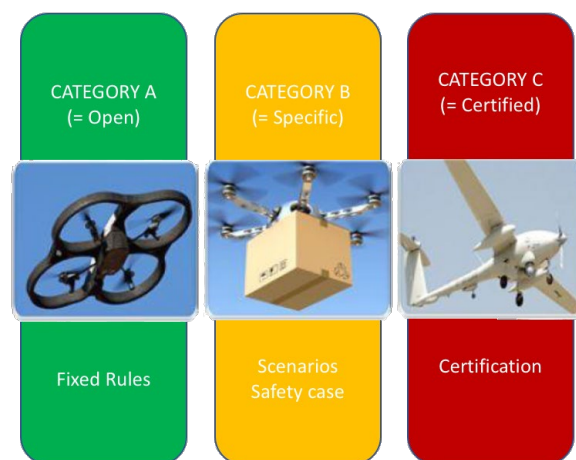 CATEGORY A
(= Open)
CATEGORY B
(= Specific)
CATEGORY C
(= Certified)
Fixed Rules
Scenarios
Safety case
Certification